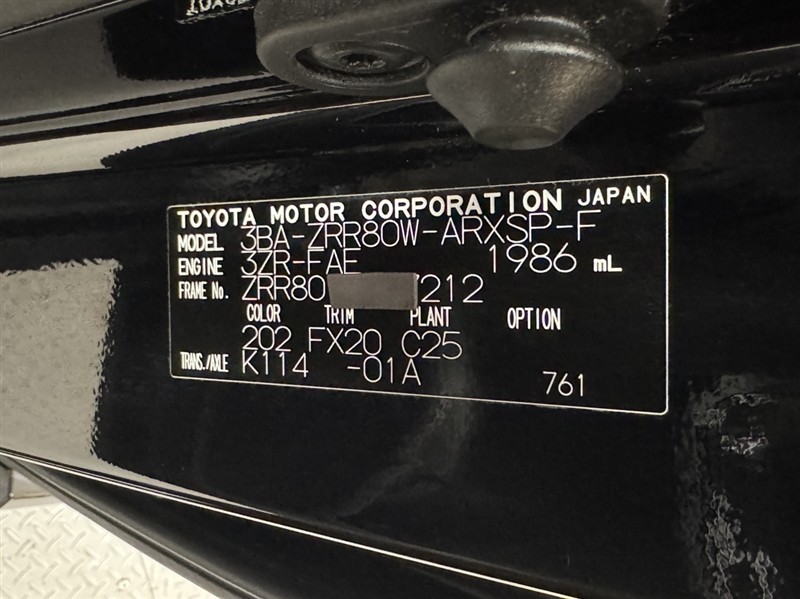 TOYOTA MOTOR CORPORATION JAPAN
MODEL 3BA-ZRR80W-ARXSP-F
ENGINE 3ZR-FAE 1986 mL
FRAME No. ZRR80 7212
COLOR TRIM PLANT OPTION
202 FX20 C25
TRANS./AXLE K114 -01A
761